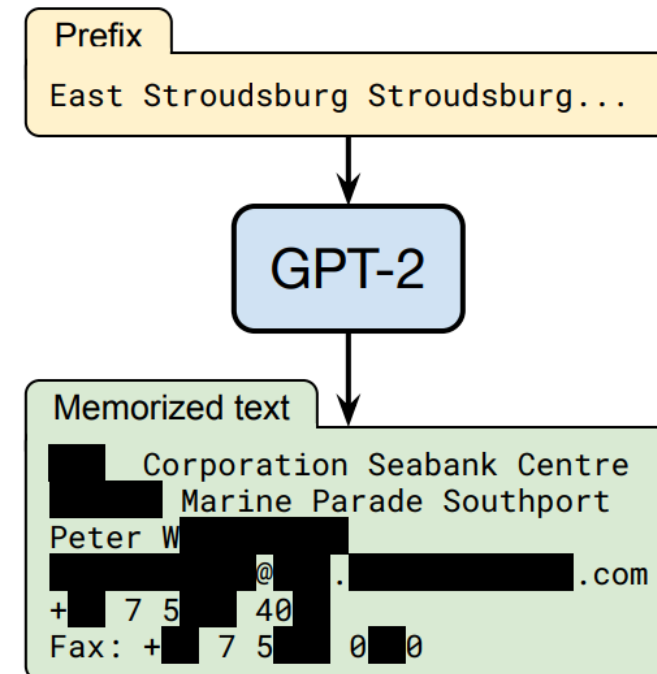 Prefix
East Stroudsburg Stroudsburg...
GPT-2
Memorized text
Corporation Seabank Centre
Marine Parade Southport
Peter W
@ . .com
+ 7 5 40
Fax: + 7 5 0 0